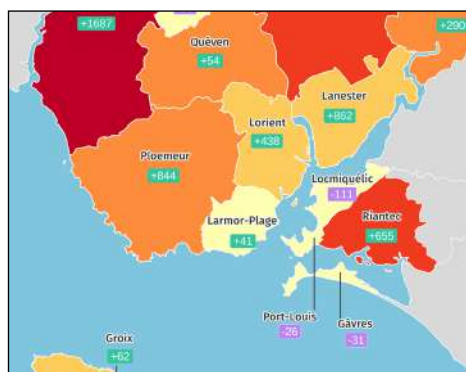 +1687
Quéven
+54
+290
Lanester
+862
Lorient
+438
Ploemeur
+844
Locmiquélic
-111
Riantec
+655
Larmor-Plage
+41
Port-Louis
-26
Gâvres
-31
Groix
+62